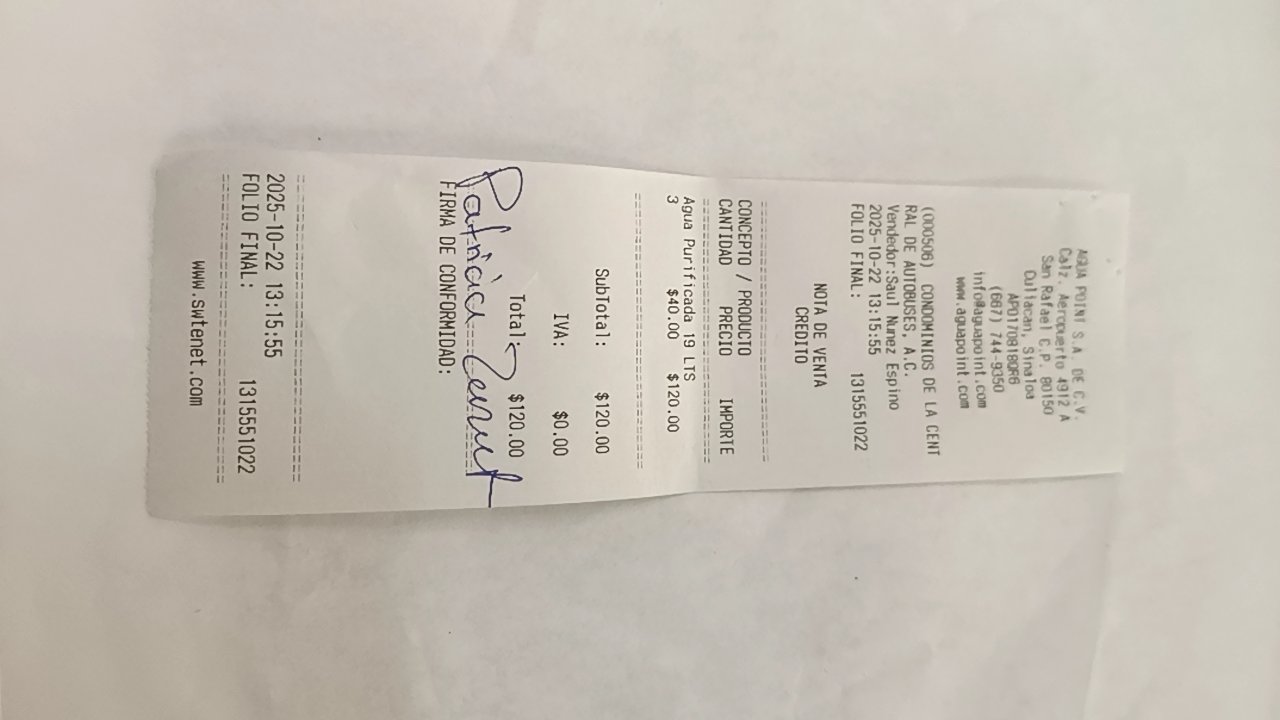 AGUA POINT S.A. DE C.V.
Calz. Aeropuerto 4912 A
San Rafael C.P. 80150
Culiacan, Sinaloa
APO1708180R6
(667) 744-9350
info@aguapoint.com
www.aguapoint.com
(000506) CONDOMINIOS DE LA CENT
RAL DE AUTOBUSES, A.C.
Vendedor:Saul Nunez Espino
2025-10-22 13:15:55
FOLIO FINAL: 1315551022
NOTA DE VENTA
CREDITO
CONCEPTO / PRODUCTO
CANTIDAD PRECIO IMPORTE
Agua Purificada 19 LTS
3 $40.00 $120.00
SubTotal: $120.00
IVA: $0.00
Total: $120.00
Patricia
FIRMA DE CONFORMIDAD:
2025-10-22 13:15:55
FOLIO FINAL: 1315551022
www.swtenet.com